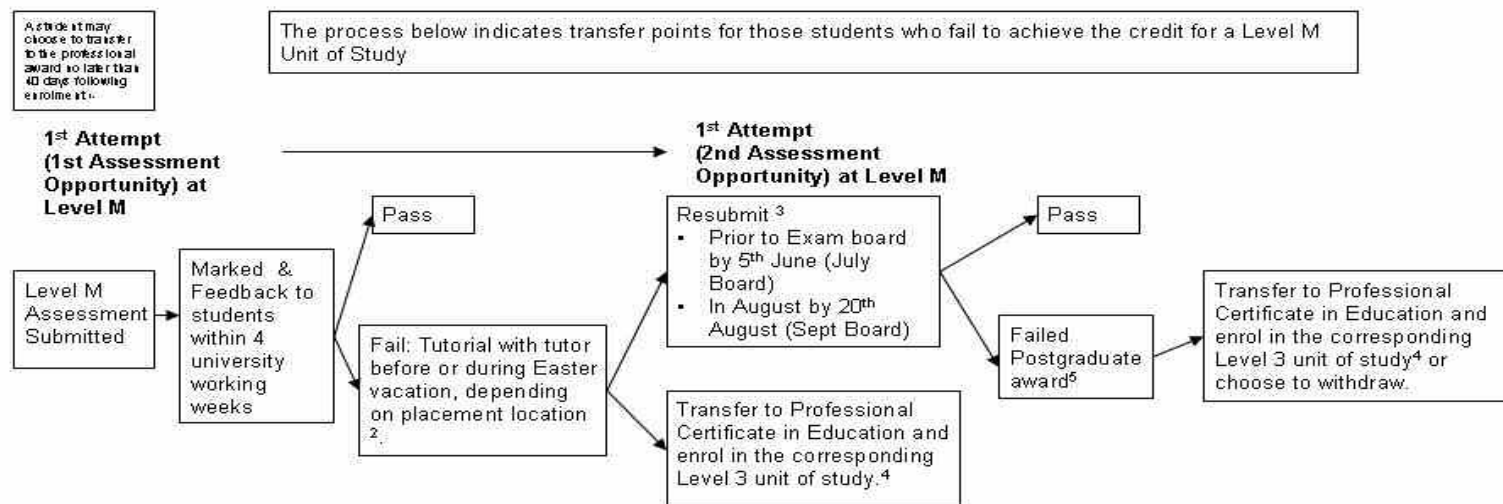 A student may
choose to transfer
to the professional
award no later than
40 days following
enrolment
The process below indicates transfer points for those students who fail to achieve the credit for a Level M
Unit of Study
1st Attempt
(1st Assessment
Opportunity) at
Level M
1st Attempt
(2nd Assessment
Opportunity) at Level M
Level M
Assessment
Submitted
Marked & 
Feedback to
students
within 4
university
working
weeks
Pass
Fail: Tutorial with tutor
before or during Easter
vacation, depending
on placement location
2.
Resubmit 3
▪ Prior to Exam board
by 5th June (July
Board)
▪ In August by 20th
August (Sept Board)
Transfer to Professional
Certificate in Education and
enrol in the corresponding
Level 3 unit of study.4
Pass
Failed
Postgraduate
award5
Transfer to Professional
Certificate in Education and
enrol in the corresponding
Level 3 unit of study4 or
choose to withdraw.